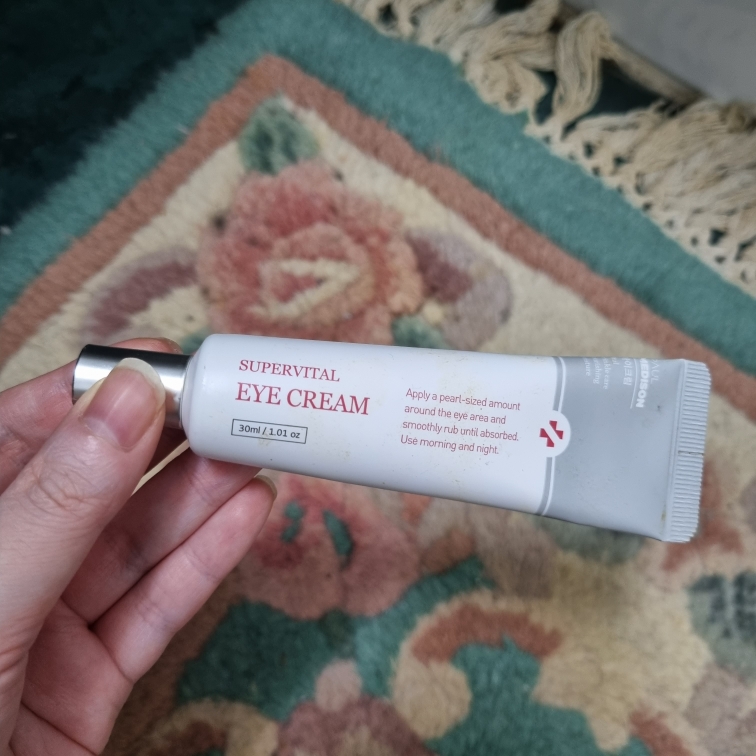 SUPERVITAL
EYE CREAM
30ml / 1.01 oz
Apply a pearl-sized amount
around the eye area and
smoothly rub until absorbed.
Use morning and night.